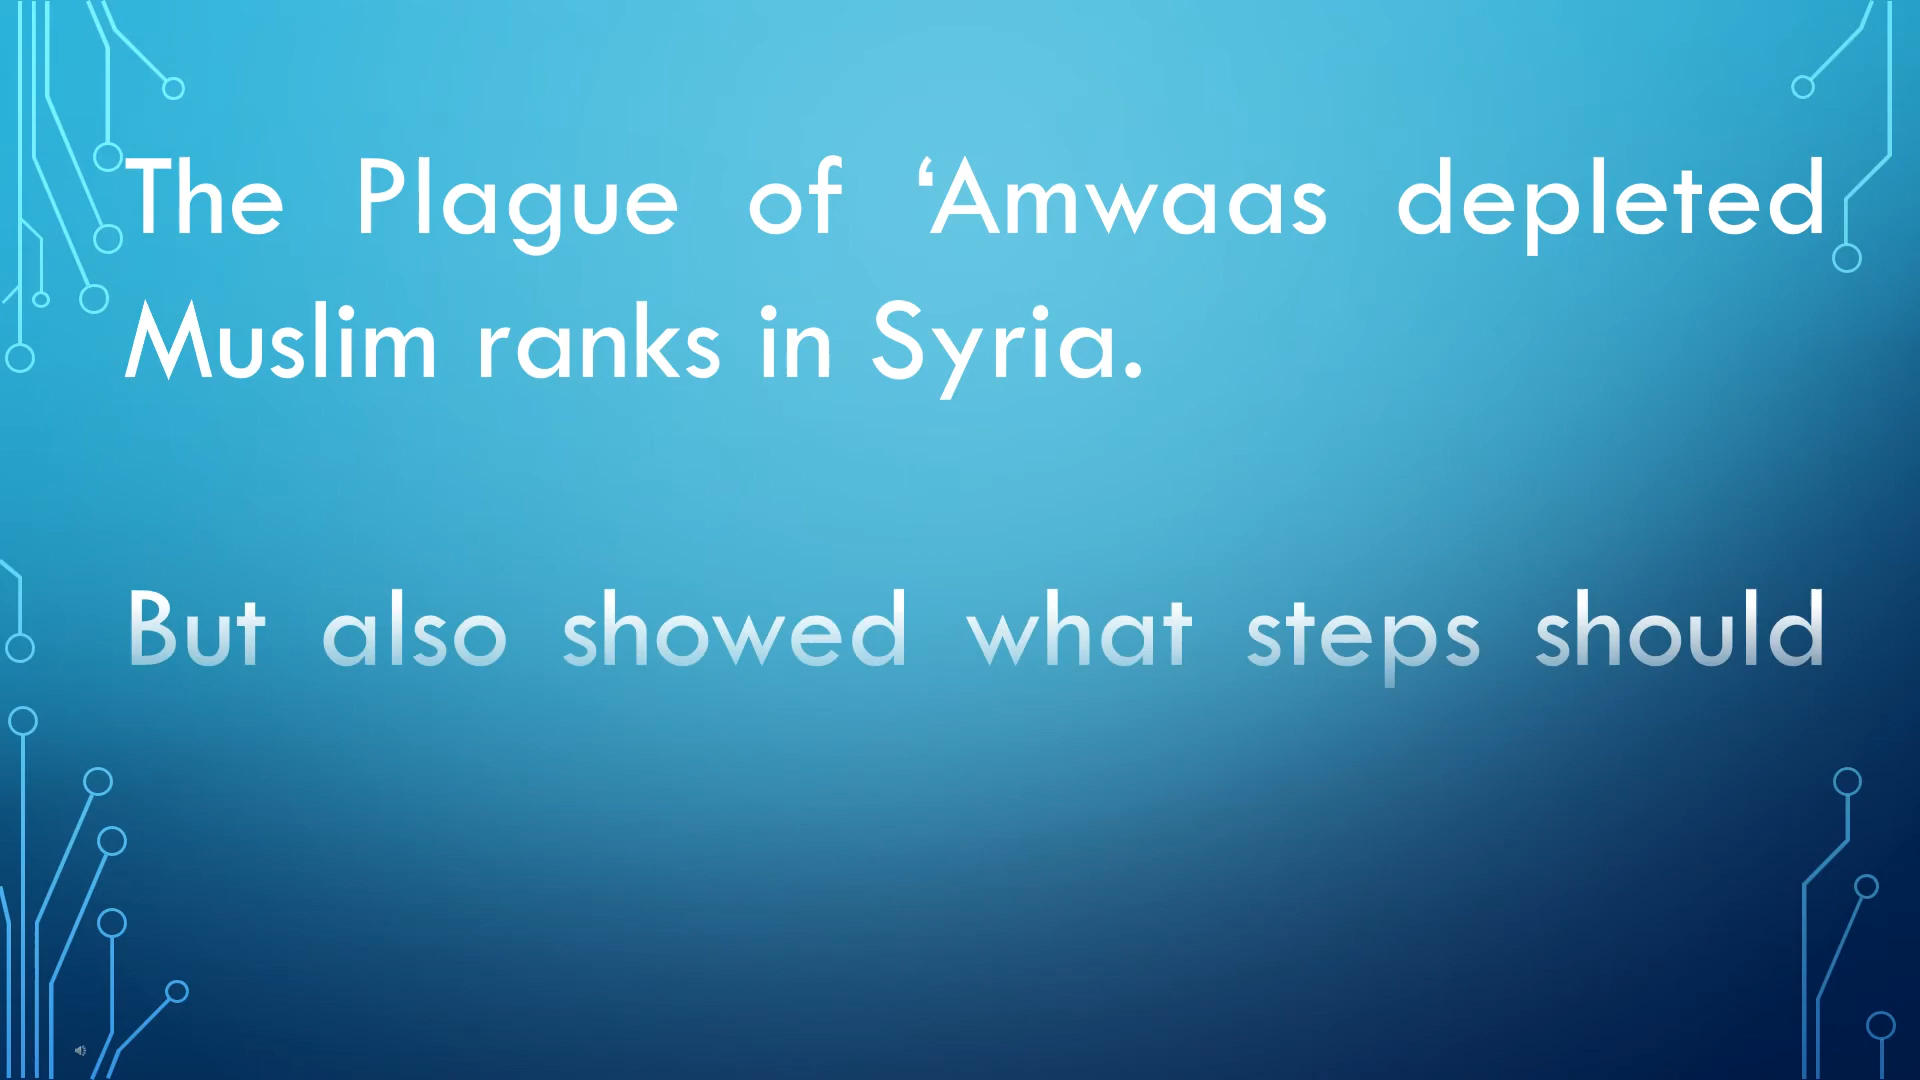 The Plague of ‘Amwaas depleted
Muslim ranks in Syria.
But also showed what steps should